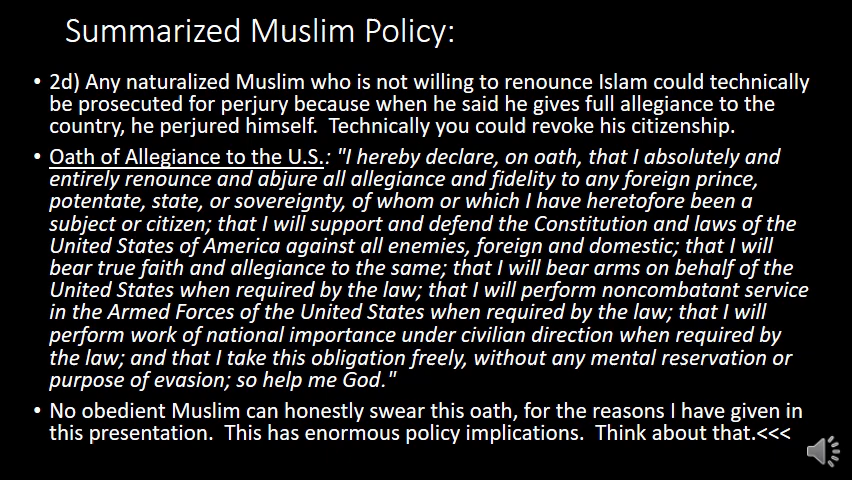 Summarized Muslim Policy:
• 2d) Any naturalized Muslim who is not willing to renounce Islam could technically
be prosecuted for perjury because when he said he gives full allegiance to the
country, he perjured himself.  Technically you could revoke his citizenship.
• Oath of Allegiance to the U.S.: "I hereby declare, on oath, that I absolutely and
entirely renounce and abjure all allegiance and fidelity to any foreign prince,
potentate, state, or sovereignty, of whom or which I have heretofore been a
subject or citizen; that I will support and defend the Constitution and laws of the
United States of America against all enemies, foreign and domestic; that I will
bear true faith and allegiance to the same; that I will bear arms on behalf of the
United States when required by the law; that I will perform noncombatant service
in the Armed Forces of the United States when required by the law; that I will
perform work of national importance under civilian direction when required by
the law; and that I take this obligation freely, without any mental reservation or
purpose of evasion; so help me God."
• No obedient Muslim can honestly swear this oath, for the reasons I have given in
this presentation.  This has enormous policy implications.  Think about that.<<<